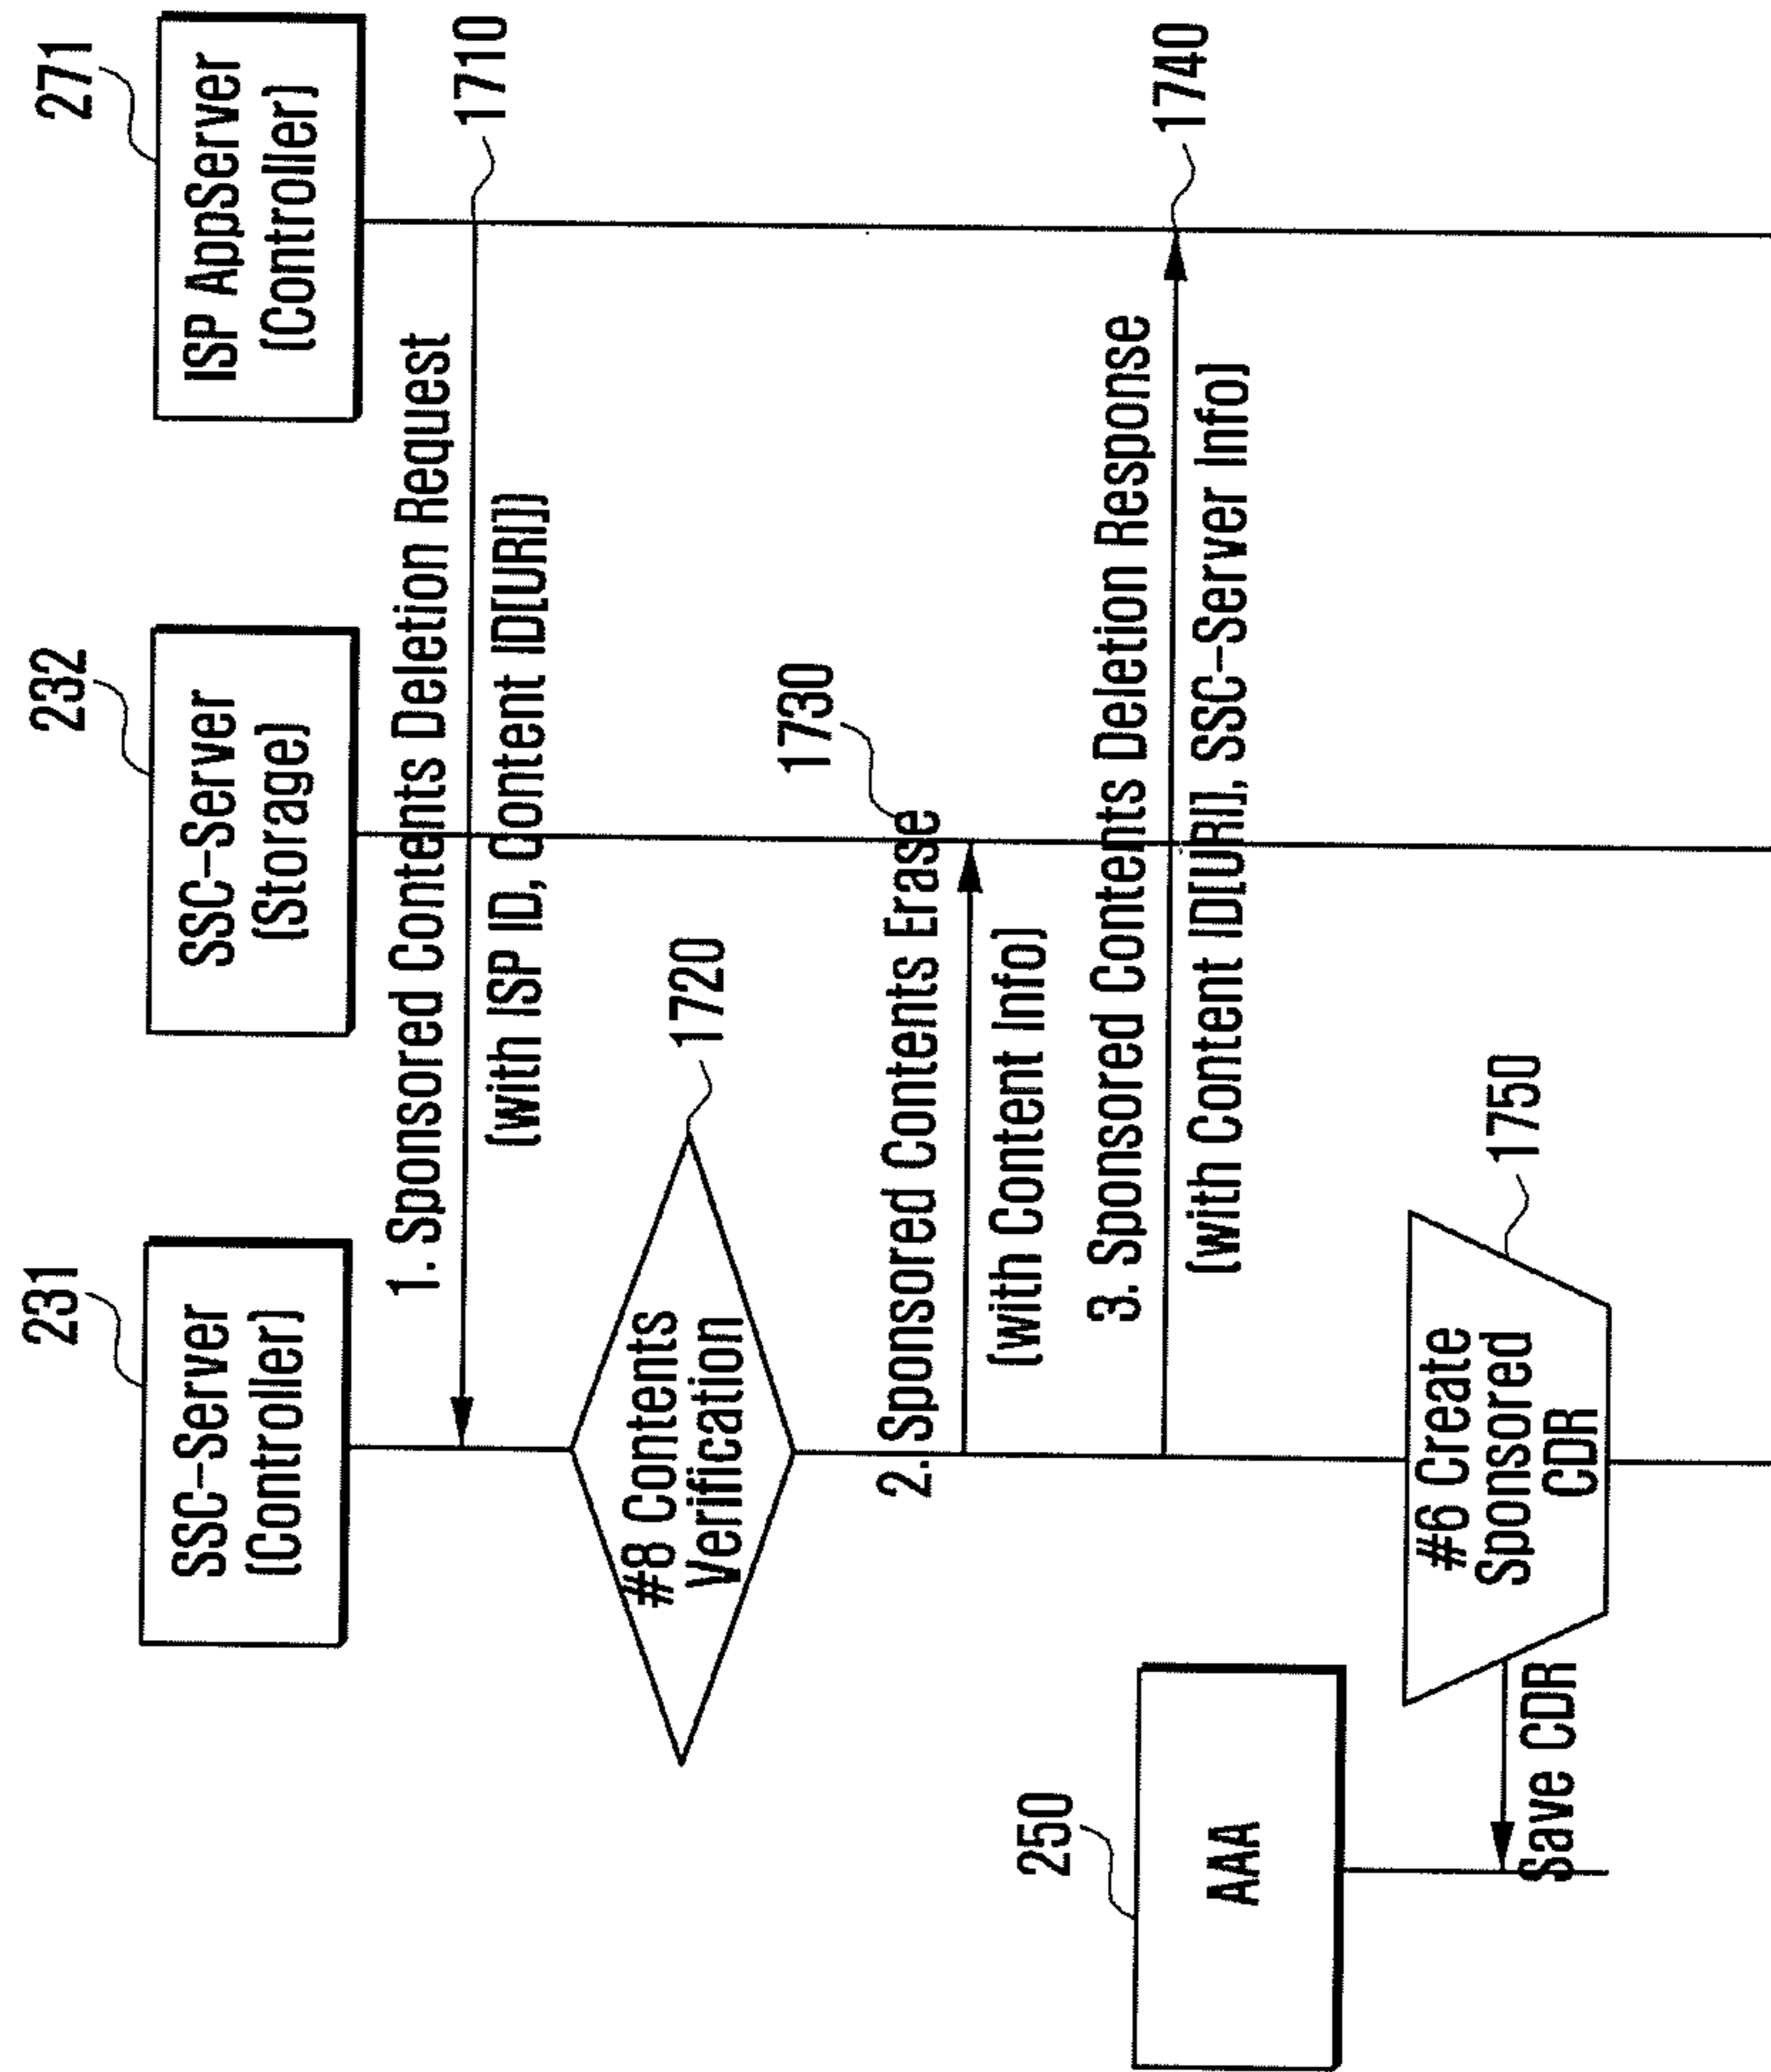 231
SSC-Server
(Controller)
232
SSC-Server
(Storage)
271
ISP AppServer
(Controller)
1. Sponsored Contents Deletion Request
1710
(with ISP ID, Content ID[URI])
#8 Contents
Verification
1720
2. Sponsored Contents Erase
1730
(with Content Info)
3. Sponsored Contents Deletion Response
1740
(with Content ID[URI], SSC-Server Info)
250
AAA
#6 Create
Sponsored
CDR
1750
Save CDR